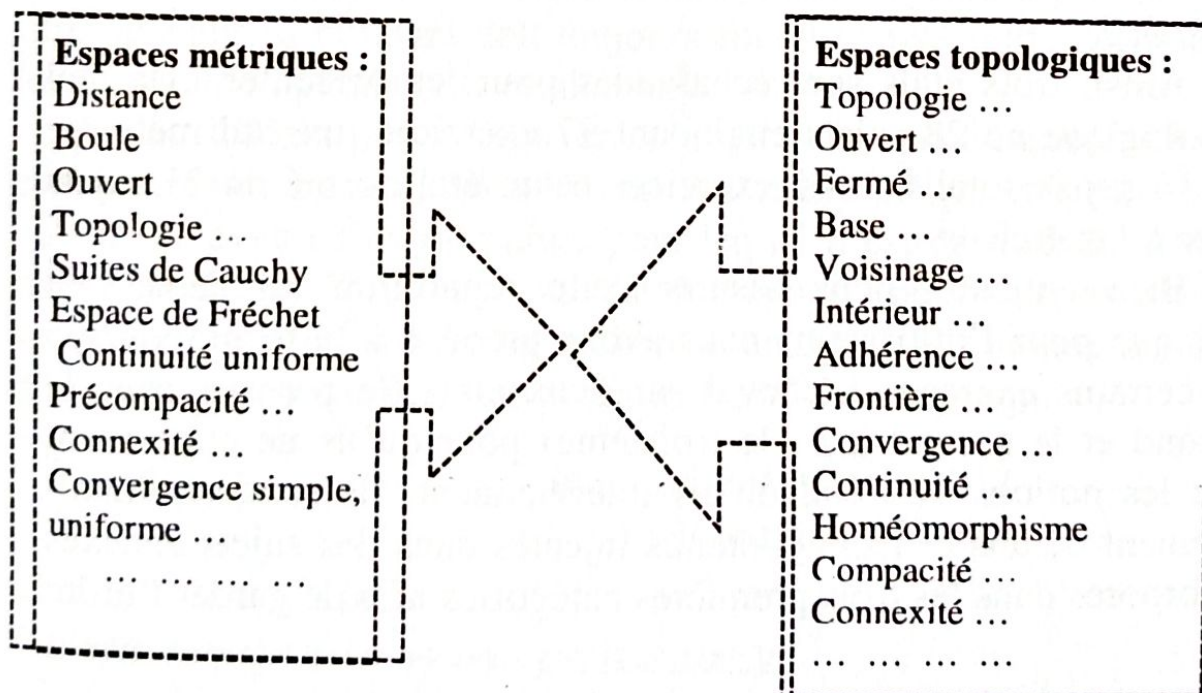 Espaces métriques :
Distance
Boule
Ouvert
Topologie ...
Suites de Cauchy
Espace de Fréchet
Continuité uniforme
Précompacité ...
Connexité ...
Convergence simple,
uniforme ...
... ... ... ...
Espaces topologiques :
Topologie ...
Ouvert ...
Fermé ...
Base ...
Voisinage ...
Intérieur ...
Adhérence ...
Frontière ...
Convergence ...
Continuité ...
Homéomorphisme
Compacité ...
Connexité ...
... ... ... ...